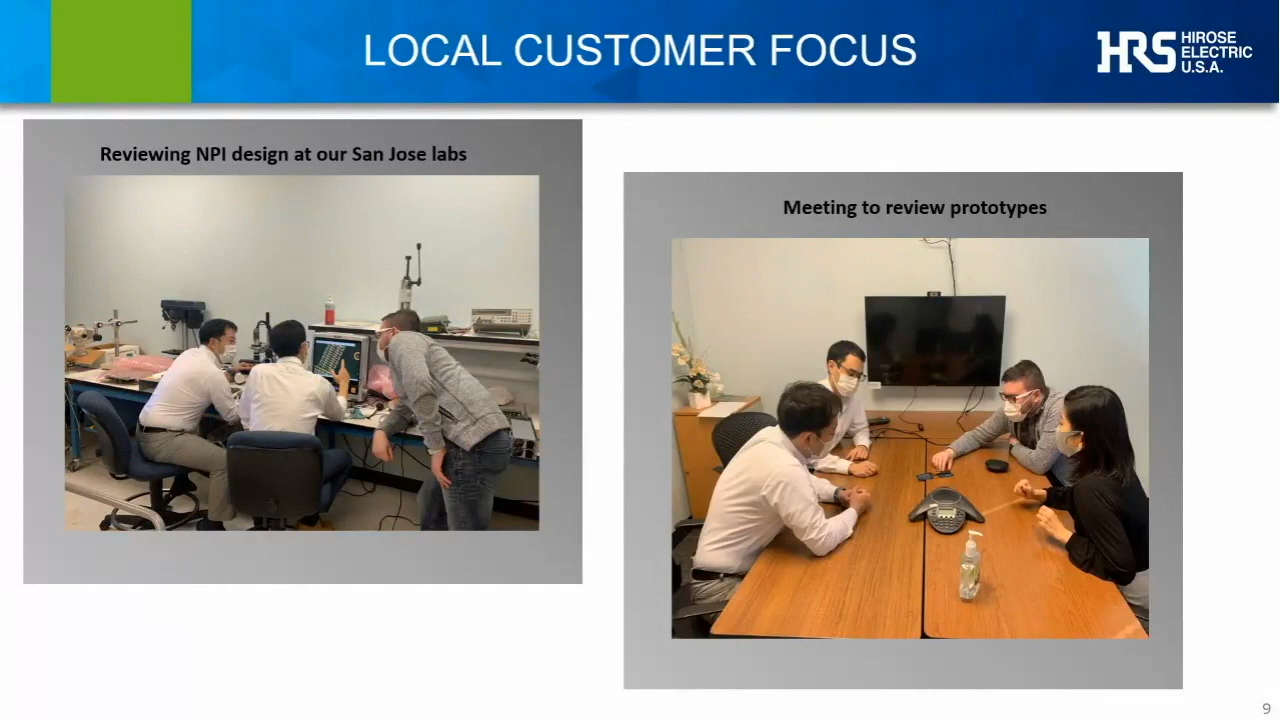 LOCAL CUSTOMER FOCUS
HRS HIROSE
ELECTRIC
U.S.A.
Reviewing NPI design at our San Jose labs
Meeting to review prototypes
9